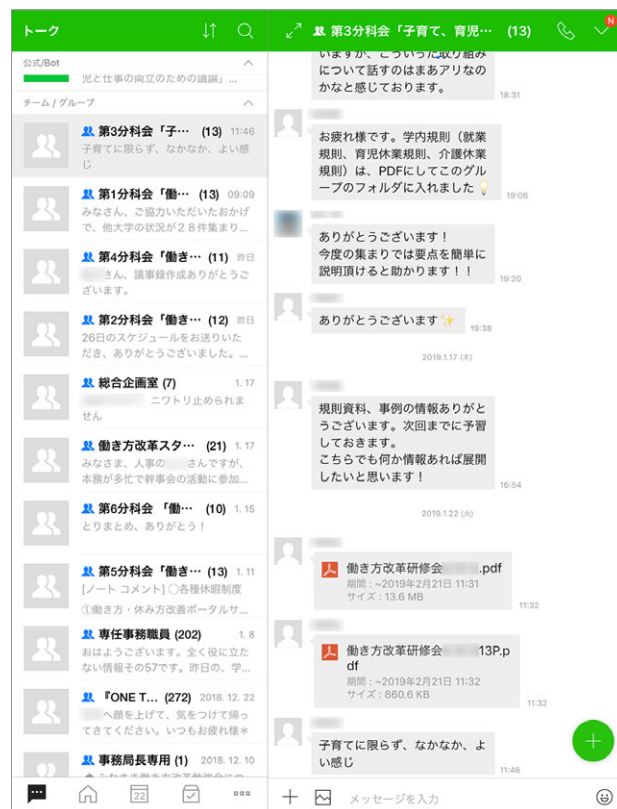 トーク
公式/Bot
児と仕事の両立のための議論」...
チーム / グループ
第3分科会「子… (13) 11:46
子育てに限らず、なかなか、よい感
じ
第1分科会「働… (13) 09:09
みなさん、ご協力いただいたおかげ
で、他大学の状況が２８件集まり...
第4分科会「働き… (11) 昨日
さん、議事録作成ありがとうご
ざいます。
第2分科会「働き… (12) 昨日
26日のスケジュールをお送りいた
だき、ありがとうございました。...
総合企画室 (7) 1. 17
ニワトリ止められま
せん
働き方改革スタ… (21) 1. 17
みなさま、人事の さんですが、
本務が多忙で幹事会の活動に参加...
第6分科会 「働… (10) 1. 15
とりまとめ、ありがとう！
第5分科会「働き… (13) 1. 11
[ノート コメント] 〇各種休暇制度
①働き方・休み方改善ポータルサ...
専任事務職員 (202) 1. 8
おはようございます。全く役に立た
ない情報その57です。昨日の、学...
『ONE T... (272) 2018. 12. 22
へ顔を上げて、気をつけて帰っ
てきてください。いつもお疲れ様＊
事務局長専用 (1) 2018. 12. 10
22
第3分科会「子育て、育児… (13)
N
いますが、こういった取り組み
について話すのはまあアリなの
かなと感じております。
18:31
お疲れ様です。学内規則（就業
規則、育児休業規則、介護休業
規則）は、PDFにしてこのグル
ープのフォルダに入れました
19:06
ありがとうございます！
今度の集まりでは要点を簡単に
説明頂けると助かります！！
19:20
ありがとうございます
19:38
2019.1.17 (木)
規則資料、事例の情報ありがと
うございます。次回までに予習
しておきます。
こちらでも何か情報あれば展開
したいと思います！
16:54
2019.1.22 (火)
働き方改革研修会 .pdf
期間：~2019年2月21日 11:31
サイズ：13.6 MB
11:32
働き方改革研修会 13P.p
df
期間：~2019年2月21日 11:32
サイズ：860.6 KB
11:32
子育てに限らず、なかなか、よ
い感じ
11:46
メッセージを入力